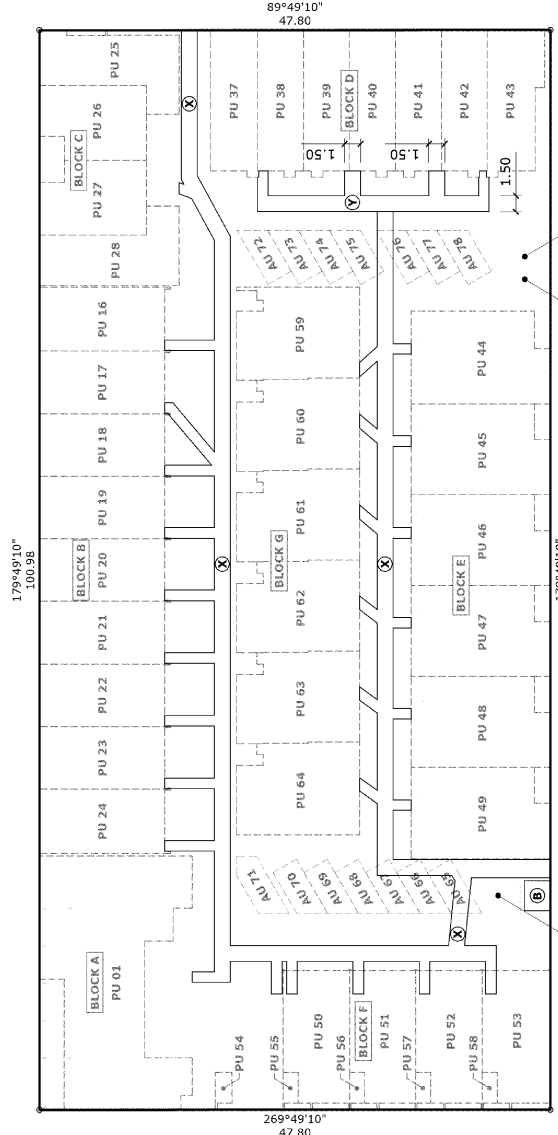 89°49'10"
47.80
PU 25
PU 26
BLOCK C
PU 27
PU 28
X
PU 37
PU 38
PU 39
BLOCK D
PU 40
PU 41
PU 42
PU 43
1.50
1.50
1.50
Y
AU 72
AU 73
AU 74
AU 75
AU 76
AU 77
AU 78
PU 16
PU 17
PU 18
PU 19
BLOCK B
PU 20
PU 21
PU 22
PU 23
PU 24
179°49'10"
100.98
X
PU 59
PU 60
PU 61
BLOCK G
PU 62
PU 63
PU 64
X
PU 44
PU 45
PU 46
BLOCK E
PU 47
PU 48
PU 49
AU 71
AU 70
AU 69
AU 68
AU 67
AU 66
AU 65
B
X
BLOCK A
PU 01
PU 54
PU 55
PU 50
PU 56
BLOCK F
PU 51
PU 57
PU 52
PU 58
PU 53
269°49'10"
47.80